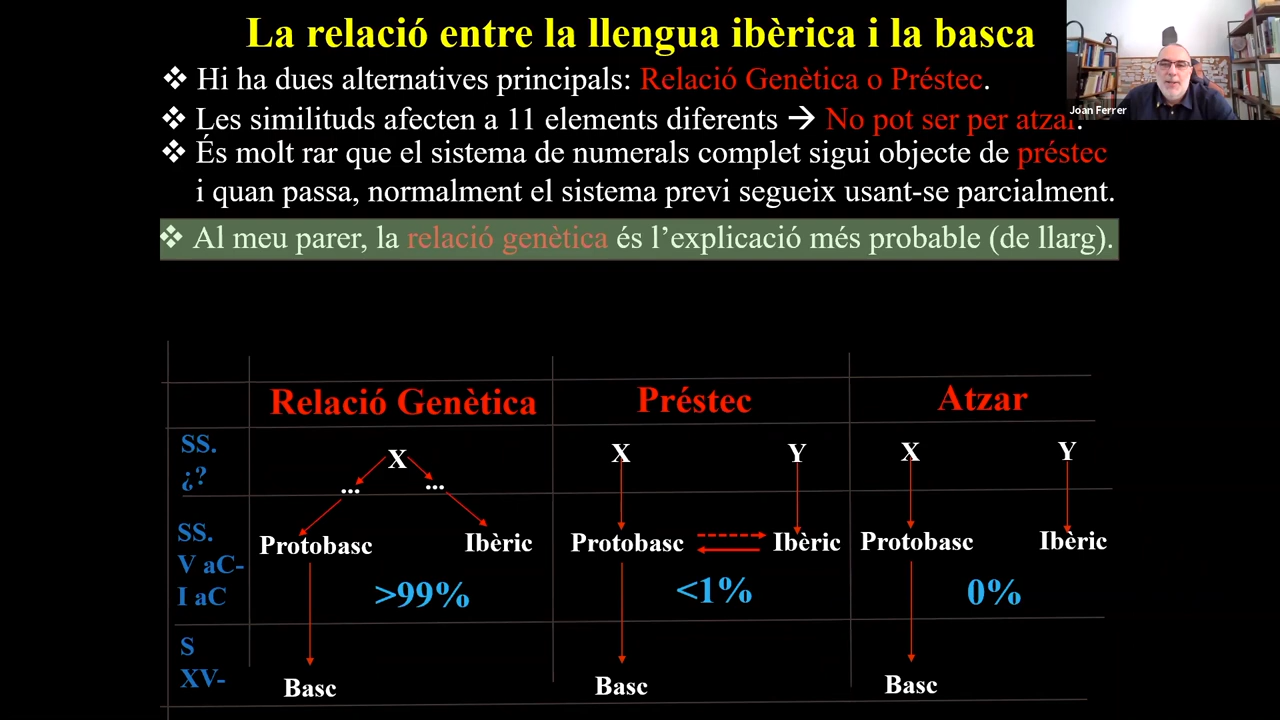 La relació entre la llengua ibèrica i la basca
❖ Hi ha dues alternatives principals: Relació Genètica o Préstec.
Joan Ferrer
❖ Les similituds afecten a 11 elements diferents → No pot ser per atzar.
❖ És molt rar que el sistema de numerals complet sigui objecte de préstec
i quan passa, normalment el sistema previ segueix usant-se parcialment.
❖ Al meu parer, la relació genètica és l’explicació més probable (de llarg).
Relació Genètica Préstec Atzar
SS.
¿?
X X Y X Y
... ...
SS.
V aC-
I aC
Protobasc Ibèric Protobasc Ibèric Protobasc Ibèric
>99% <1% 0%
S
XV-
Basc Basc Basc